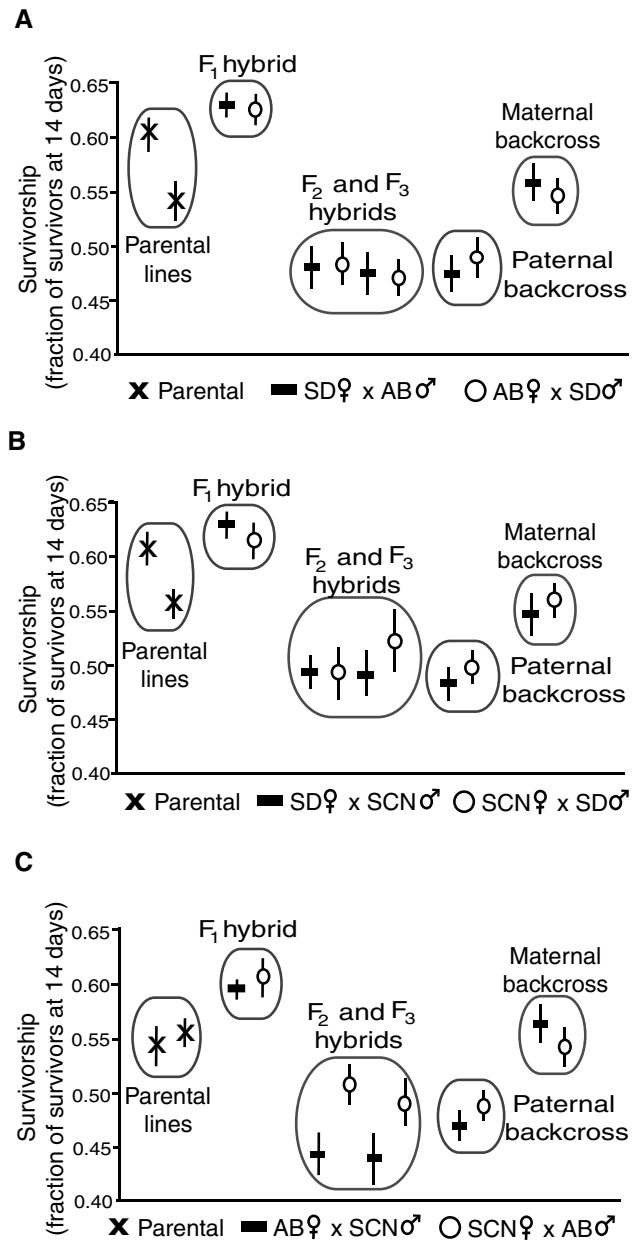 A
Survivorship
(fraction of survivors at 14 days)
0.65
0.60
0.55
0.50
0.45
0.40
F1 hybrid
Parental
lines
F2 and F3
hybrids
Maternal
backcross
Paternal
backcross
X Parental SD♀ x AB♂ AB♀ x SD♂
B
Survivorship
(fraction of survivors at 14 days)
0.65
0.60
0.55
0.50
0.45
0.40
F1 hybrid
Parental
lines
F2 and F3
hybrids
Maternal
backcross
Paternal
backcross
X Parental SD♀ x SCN♂ SCN♀ x SD♂
C
Survivorship
(fraction of survivors at 14 days)
0.65
0.60
0.55
0.50
0.45
0.40
F1 hybrid
Parental
lines
F2 and F3
hybrids
Maternal
backcross
Paternal
backcross
X Parental AB♀ x SCN♂ SCN♀ x AB♂